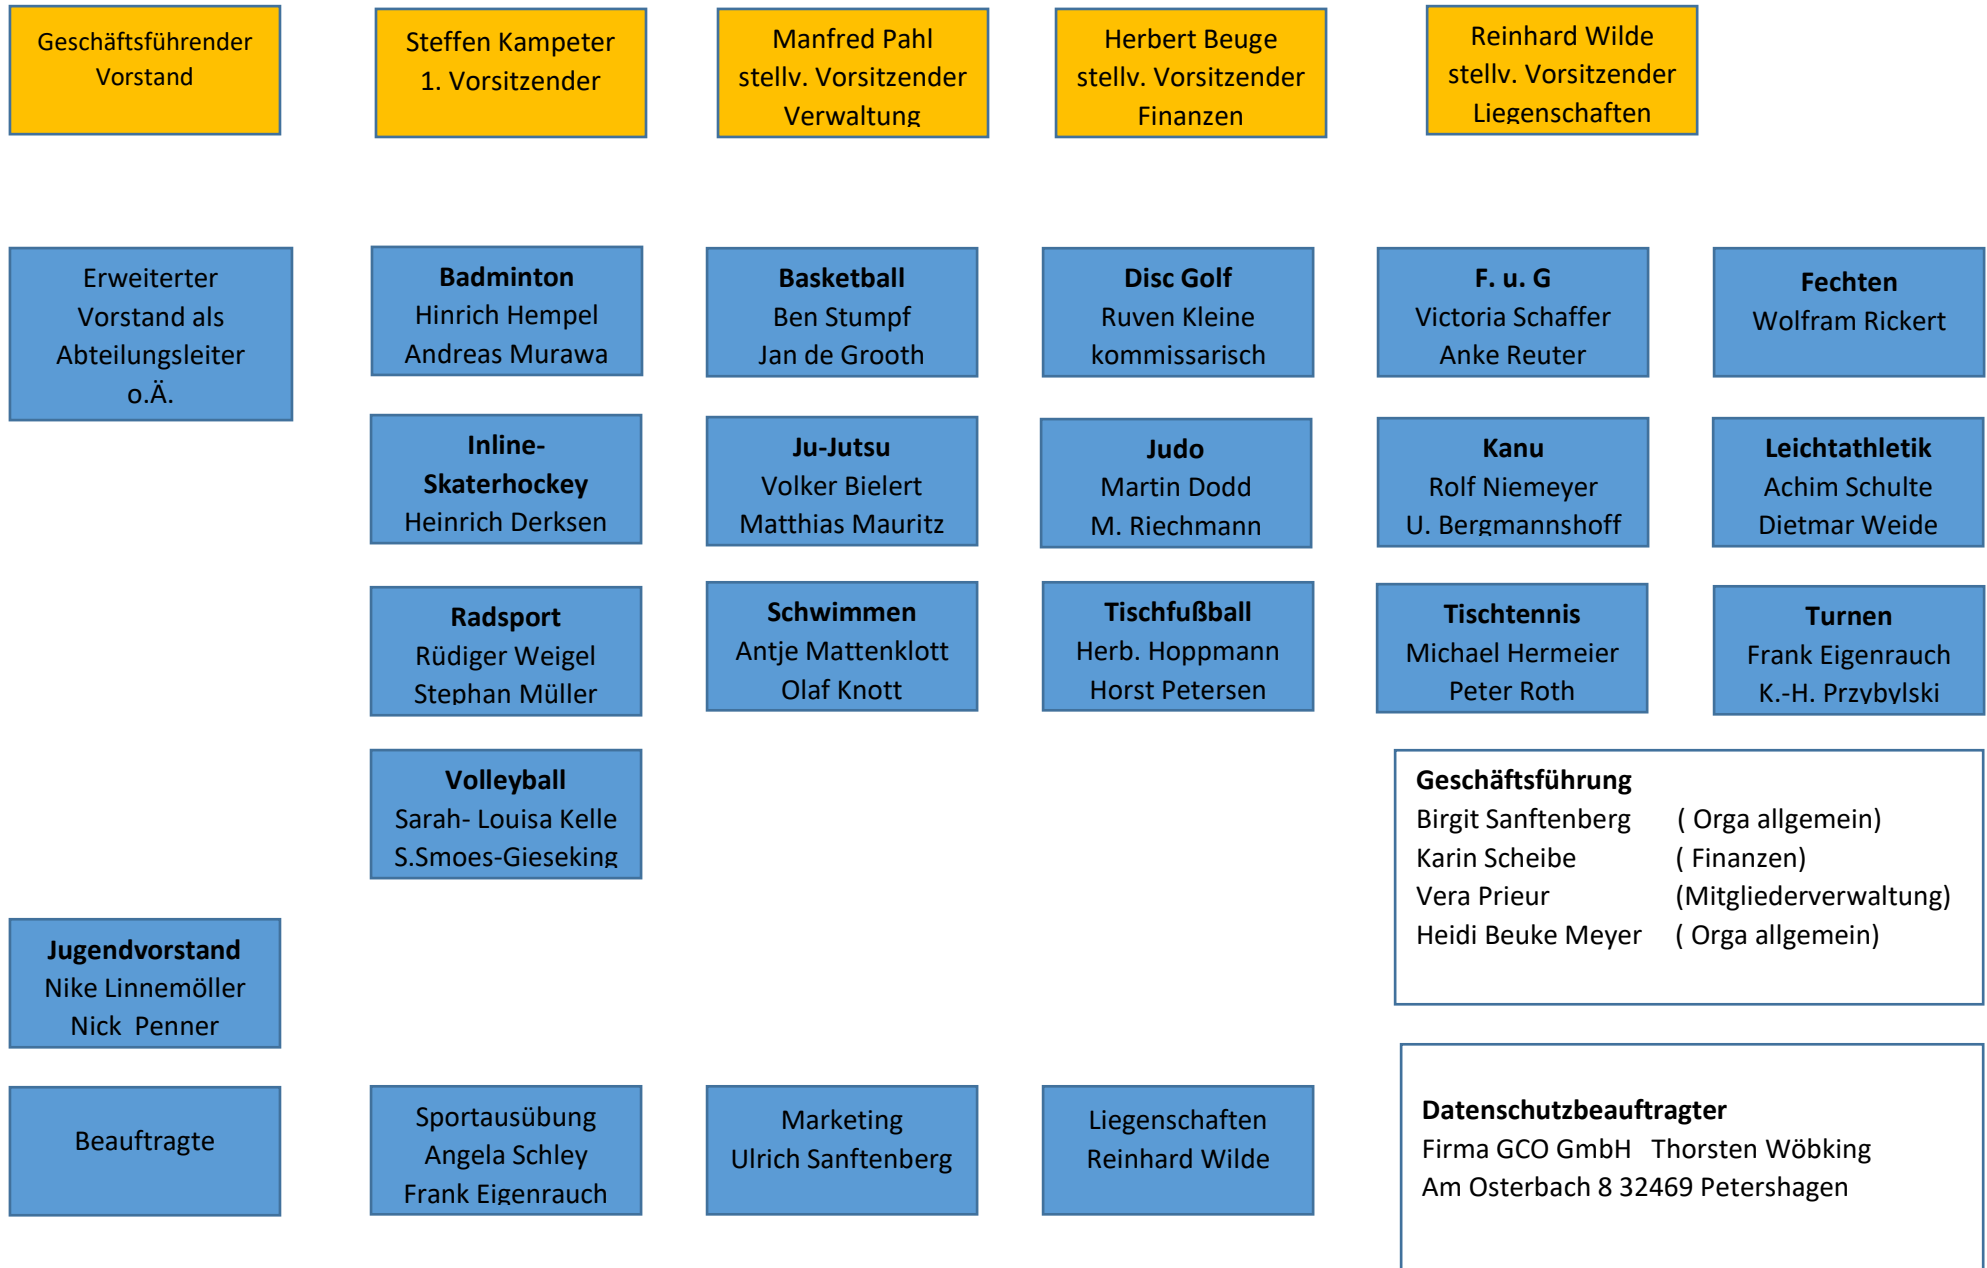 Geschäftsführender
Vorstand
Steffen Kampeter
1. Vorsitzender
Manfred Pahl
stellv. Vorsitzender
Verwaltung
Herbert Beuge
stellv. Vorsitzender
Finanzen
Reinhard Wilde
stellv. Vorsitzender
Liegenschaften
Erweiterter
Vorstand als
Abteilungsleiter
o.Ä.
Badminton
Hinrich Hempel
Andreas Murawa
Basketball
Ben Stumpf
Jan de Grooth
Disc Golf
Ruven Kleine
kommissarisch
F. u. G
Victoria Schaffer
Anke Reuter
Fechten
Wolfram Rickert
Inline-
Skaterhockey
Heinrich Derksen
Ju-Jutsu
Volker Bielert
Matthias Mauritz
Judo
Martin Dodd
M. Riechmann
Kanu
Rolf Niemeyer
U. Bergmannshoff
Leichtathletik
Achim Schulte
Dietmar Weide
Radsport
Rüdiger Weigel
Stephan Müller
Schwimmen
Antje Mattenklott
Olaf Knott
Tischfußball
Herb. Hoppmann
Horst Petersen
Tischtennis
Michael Hermeier
Peter Roth
Turnen
Frank Eigenrauch
K.-H. Przybylski
Volleyball
Sarah- Louisa Kelle
S.Smoes-Gieseking
Geschäftsführung
Birgit Sanftenberg ( Orga allgemein)
Karin Scheibe ( Finanzen)
Vera Prieur (Mitgliederverwaltung)
Heidi Beuke Meyer ( Orga allgemein)
Jugendvorstand
Nike Linnemöller
Nick Penner
Beauftragte
Sportausübung
Angela Schley
Frank Eigenrauch
Marketing
Ulrich Sanftenberg
Liegenschaften
Reinhard Wilde
Datenschutzbeauftragter
Firma GCO GmbH Thorsten Wöbking
Am Osterbach 8 32469 Petershagen